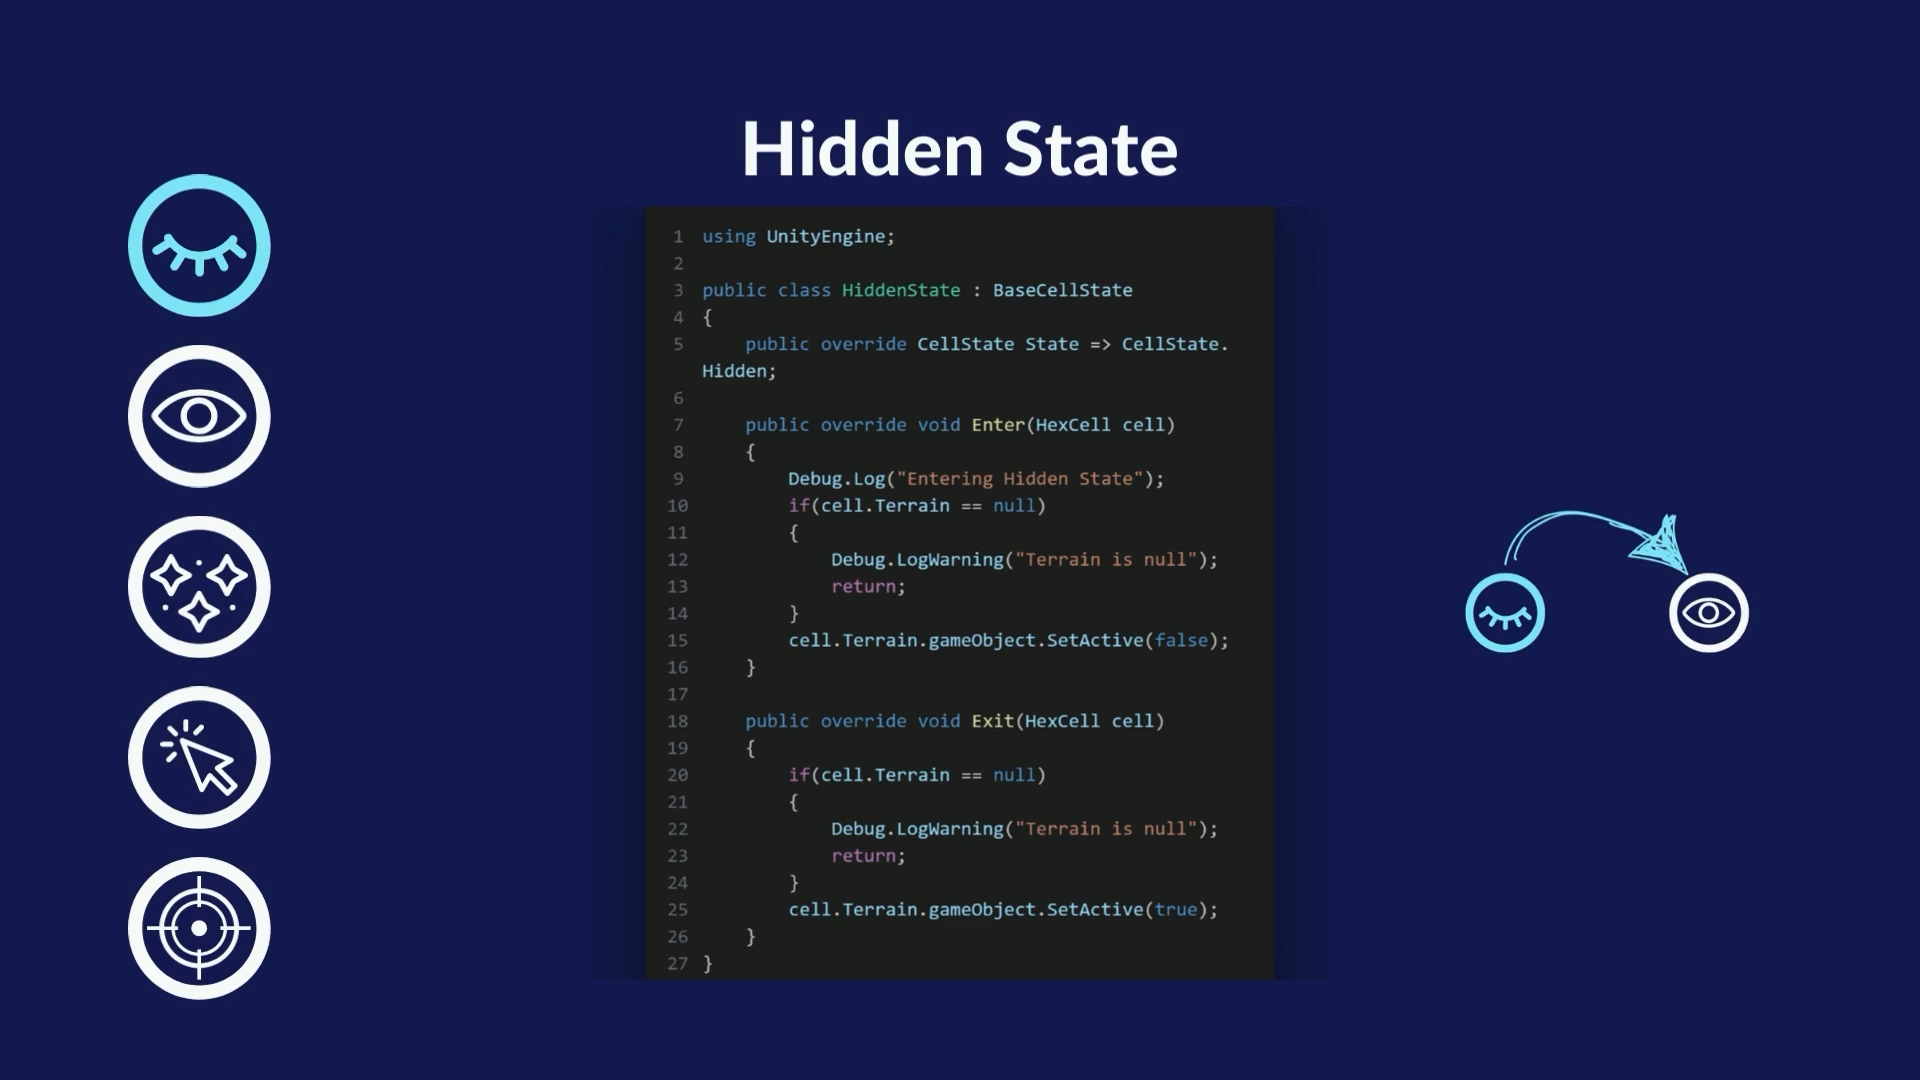 Hidden State
1 using UnityEngine;
2
3 public class HiddenState : BaseCellState
4 {
5     public override CellState State => CellState.
Hidden;
6
7     public override void Enter(HexCell cell)
8     {
9         Debug.Log("Entering Hidden State");
10         if(cell.Terrain == null)
11         {
12             Debug.LogWarning("Terrain is null");
13             return;
14         }
15         cell.Terrain.gameObject.SetActive(false);
16     }
17
18     public override void Exit(HexCell cell)
19     {
20         if(cell.Terrain == null)
21         {
22             Debug.LogWarning("Terrain is null");
23             return;
24         }
25         cell.Terrain.gameObject.SetActive(true);
26     }
27 }